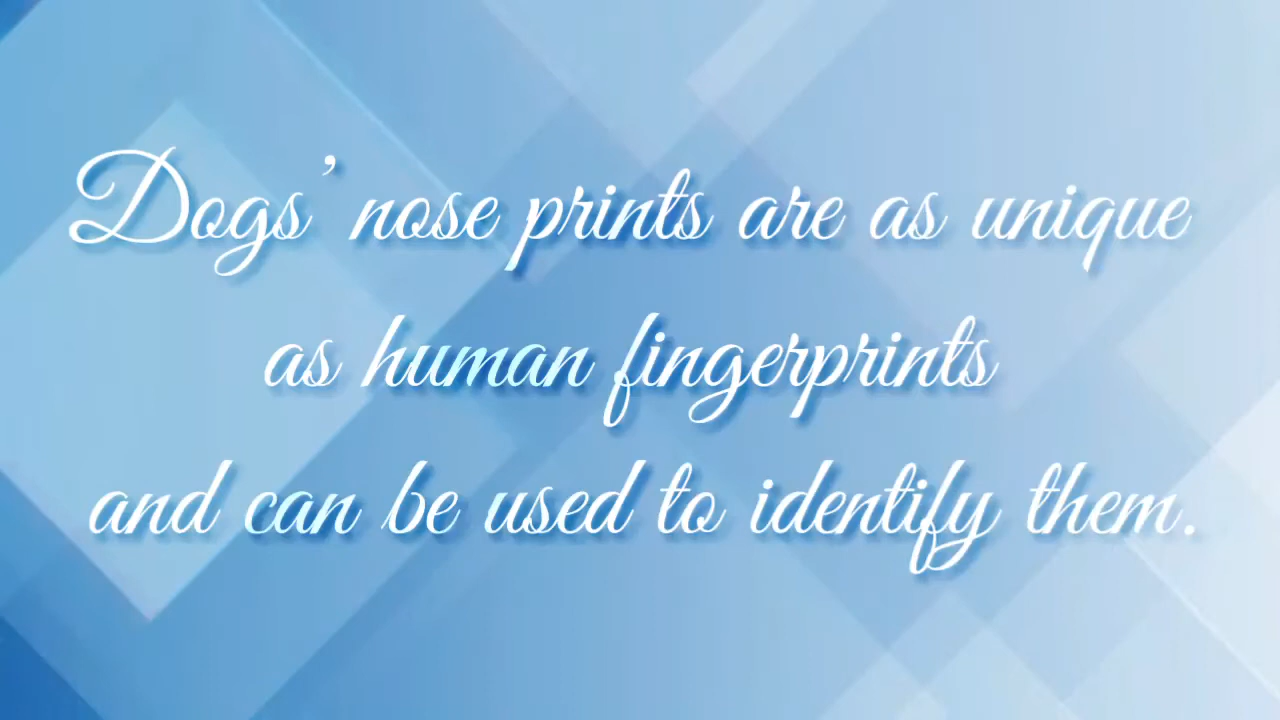 Dogs’ nose prints are as unique
as human fingerprints
and can be used to identify them.